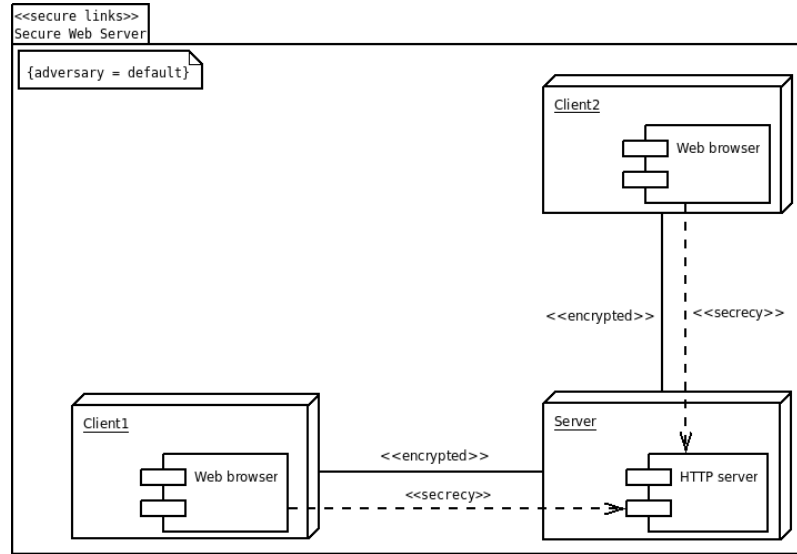 <<secure links>>
Secure Web Server
{adversary = default}
Client2
Web browser
<<encrypted>>
<<secrecy>>
Client1
Web browser
<<encrypted>>
<<secrecy>>
Server
HTTP server